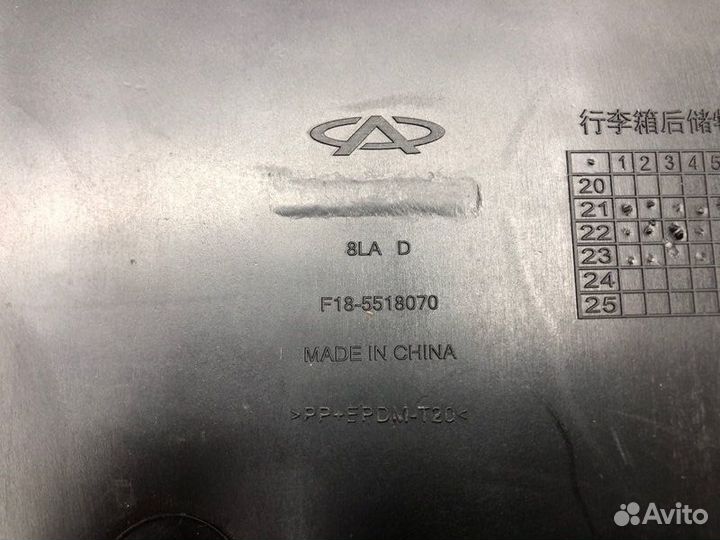 行李箱后储
8LA D
F18-5518070
MADE IN CHINA
>PP+EPDM-T20<
1 2 3 4 5
20
21
22
23
24
25
Avito